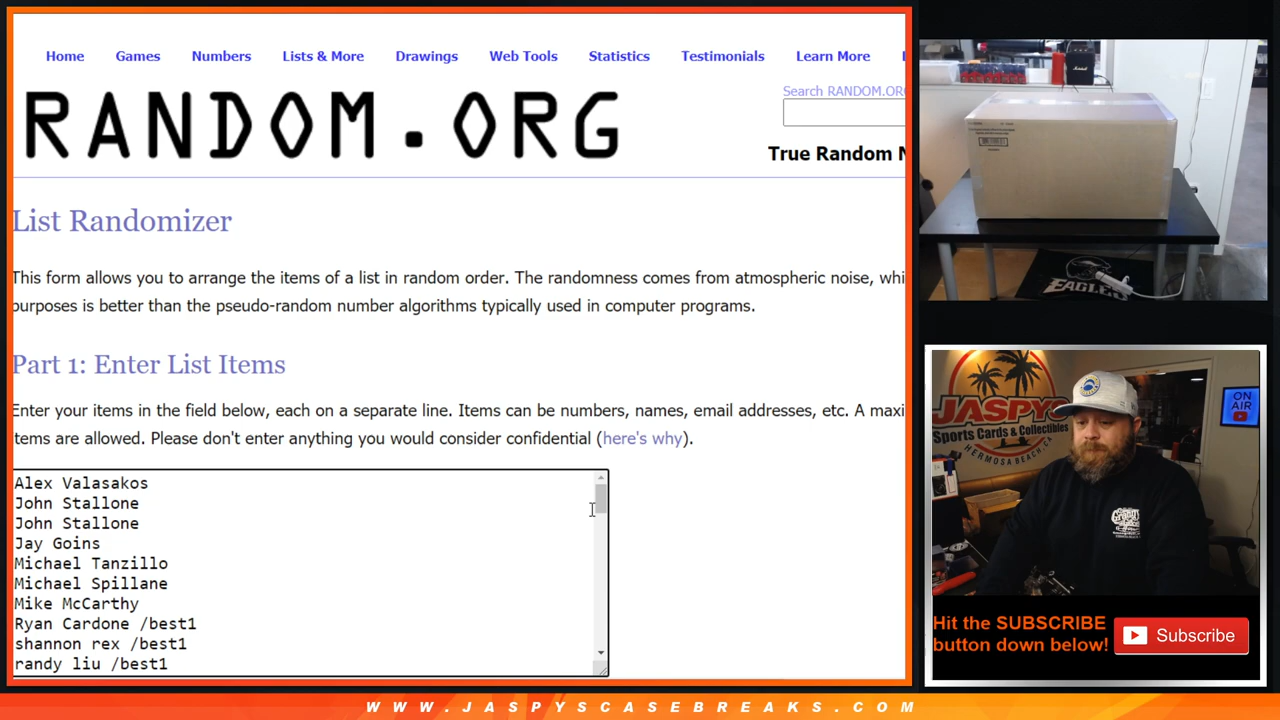 Home Games Numbers Lists & More Drawings Web Tools Statistics Testimonials Learn More
RANDOM.ORG
Search RANDOM.OR
True Random N
List Randomizer
This form allows you to arrange the items of a list in random order. The randomness comes from atmospheric noise, whi
purposes is better than the pseudo-random number algorithms typically used in computer programs.
Part 1: Enter List Items
Enter your items in the field below, each on a separate line. Items can be numbers, names, email addresses, etc. A maxi
items are allowed. Please don't enter anything you would consider confidential (here's why).
Alex Valasakos
John Stallone
John Stallone
Jay Goins
Michael Tanzillo
Michael Spillane
Mike McCarthy
Ryan Cardone /best1
shannon rex /best1
randy liu /best1
Marshall
EAGLES
JASPY'S
Sports Cards & Collectibles
HERMOSA BEACH, CA
ON
AIR
Hit the SUBSCRIBE
button down below!
Subscribe
WWW.JASPYSCASEBREAKS.COM